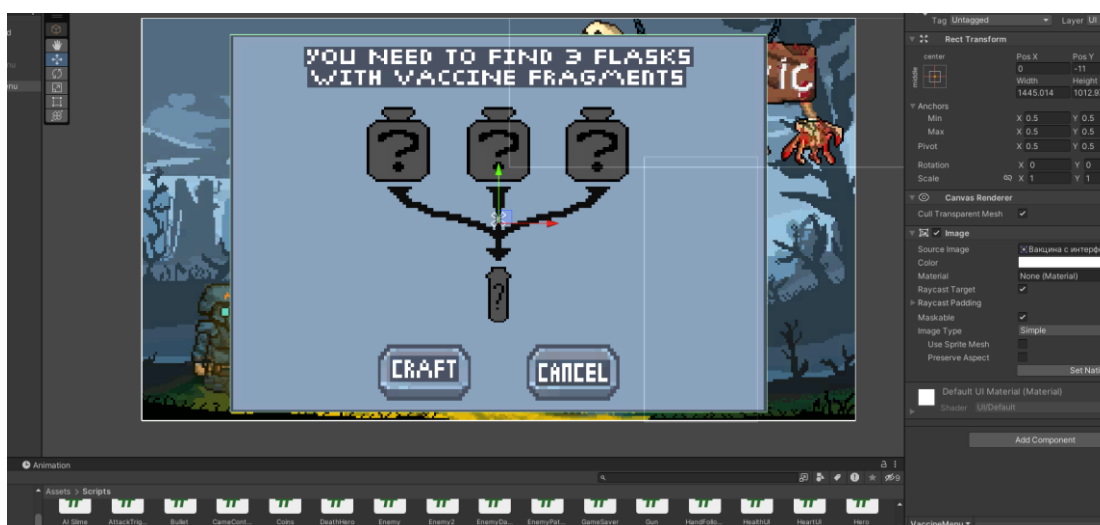 Tag Untagged Layer UI
Rect Transform
center
middle
Pos X Pos Y
0 -11
Width Height
1445.014 1012.9
Anchors
Min X 0.5 Y 0.5
Max X 0.5 Y 0.5
Pivot X 0.5 Y 0.5
Rotation X 0 Y 0
Scale X 1 Y 1
Canvas Renderer
Cull Transparent Mesh
Image
Source Image Вакцина с интерф
Color
Material None (Material)
Raycast Target
Raycast Padding
Maskable
Image Type Simple
Use Sprite Mesh
Preserve Aspect
Set Nati
Default UI Material (Material)
Shader UI/Default
Add Component
VaccineMenu
nu
YOU NEED TO FIND 3 FLASKS
WITH VACCINE FRAGMENTS
? ? ?
?
CRAFT CANCEL
ic
Animation
9
Assets > Scripts
AI Slime AttackTrig... Bullet CameCont... Coins DeathHero Enemy Enemy2 EnemyDa... EnemyPat... GameSaver Gun HandFollo... HealthUI HeartUI Hero